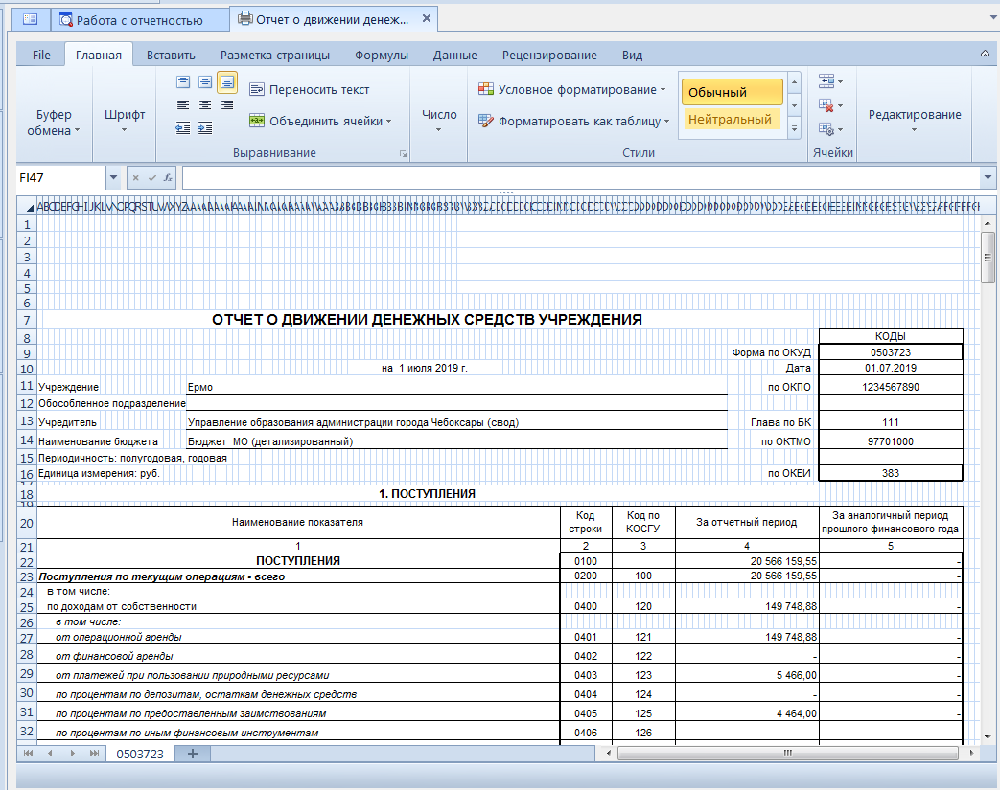 Работа с отчетностью
Отчет о движении денеж...
File Главная Вставить Разметка страницы Формулы Данные Рецензирование Вид
Буфер обмена
Шрифт
Переносить текст
Объединить ячейки
Выравнивание
Число
Условное форматирование
Форматировать как таблицу
Обычный
Нейтральный
Стили
Ячейки
Редактирование
FI47
1
2
3
4
5
6
7 ОТЧЕТ О ДВИЖЕНИИ ДЕНЕЖНЫХ СРЕДСТВ УЧРЕЖДЕНИЯ
8 КОДЫ
9 Форма по ОКУД 0503723
10 на 1 июля 2019 г. Дата 01.07.2019
11 Учреждение Ермо по ОКПО 1234567890
12 Обособленное подразделение
13 Учредитель Управление образования администрации города Чебоксары (свод) Глава по БК 111
14 Наименование бюджета Бюджет МО (детализированный) по ОКТМО 97701000
15 Периодичность: полугодовая, годовая
16 Единица измерения: руб. по ОКЕИ 383
18 1. ПОСТУПЛЕНИЯ
20 Наименование показателя Код строки Код по КОСГУ За отчетный период За аналогичный период прошлого финансового года
21 1 2 3 4 5
22 ПОСТУПЛЕНИЯ 0100 20 566 159,55 -
23 Поступления по текущим операциям - всего 0200 100 20 566 159,55 -
24 в том числе:
25 по доходам от собственности 0400 120 149 748,88 -
26 в том числе:
27 от операционной аренды 0401 121 149 748,88 -
28 от финансовой аренды 0402 122 - -
29 от платежей при пользовании природными ресурсами 0403 123 5 466,00 -
30 по процентам по депозитам, остаткам денежных средств 0404 124 - -
31 по процентам по предоставленным заимствованиям 0405 125 4 464,00 -
32 по процентам по иным финансовым инструментам 0406 126 - -
0503723